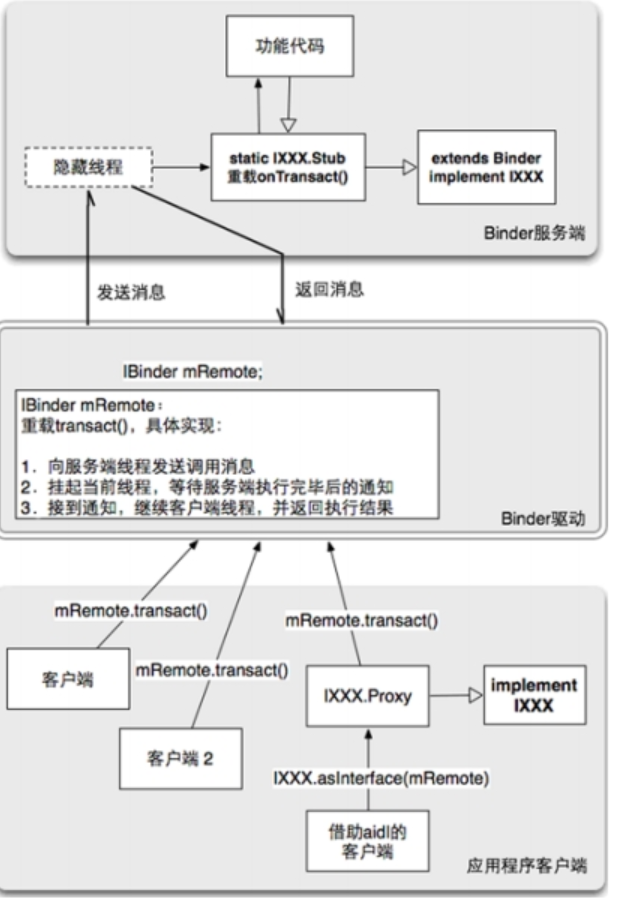 功能代码
隐藏线程
static IXXX.Stub
重载onTransact()
extends Binder
implement IXXX
Binder服务端
发送消息
返回消息
IBinder mRemote;
IBinder mRemote：
重载transact()，具体实现：
1. 向服务端线程发送调用消息
2. 挂起当前线程，等待服务端执行完毕后的通知
3. 接到通知，继续客户端线程，并返回执行结果
Binder驱动
mRemote.transact()
mRemote.transact()
mRemote.transact()
客户端
IXXX.Proxy
implement
IXXX
客户端 2
IXXX.asInterface(mRemote)
借助aidl的
客户端
应用程序客户端